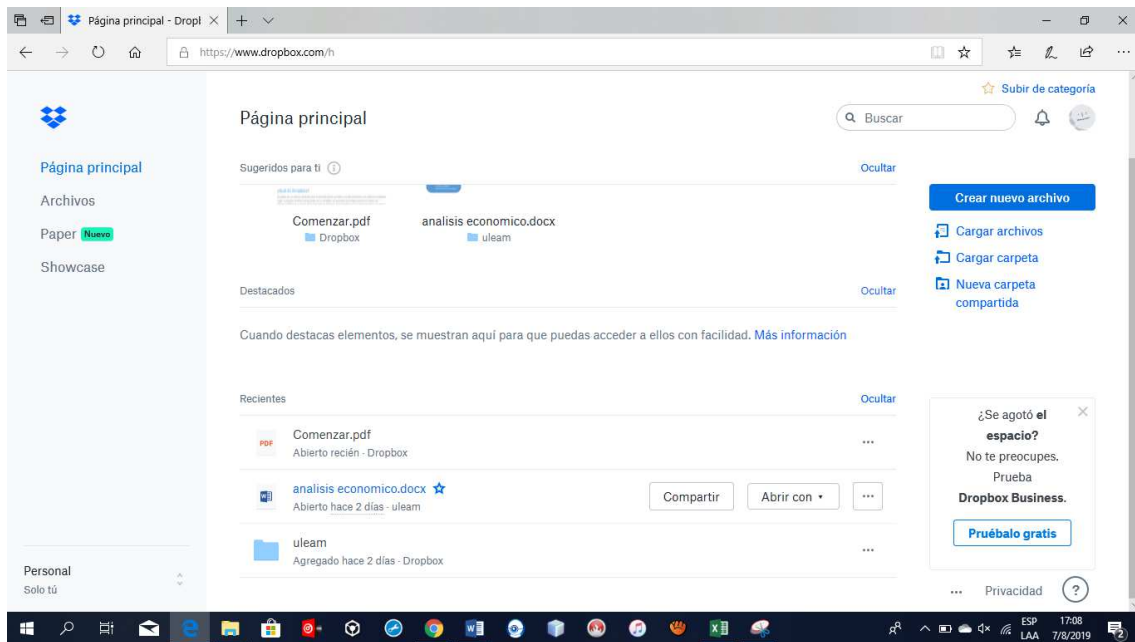 Página principal - Dropl
https://www.dropbox.com/h
Subir de categoría
Página principal
Buscar
Página principal
Archivos
Paper Nuevo
Showcase
Personal
Solo tú
Sugeridos para ti
Ocultar
Comenzar.pdf
Dropbox
analisis economico.docx
uleam
Destacados
Ocultar
Cuando destacas elementos, se muestran aquí para que puedas acceder a ellos con facilidad. Más información
Recientes
Ocultar
PDF
Comenzar.pdf
Abierto recién · Dropbox
analisis economico.docx
Abierto hace 2 días · uleam
Compartir
Abrir con
uleam
Agregado hace 2 días · Dropbox
Crear nuevo archivo
Cargar archivos
Cargar carpeta
Nueva carpeta
compartida
¿Se agotó el
espacio?
No te preocupes.
Prueba
Dropbox Business.
Pruébalo gratis
Privacidad
?
ESP
LAA
17:08
7/8/2019